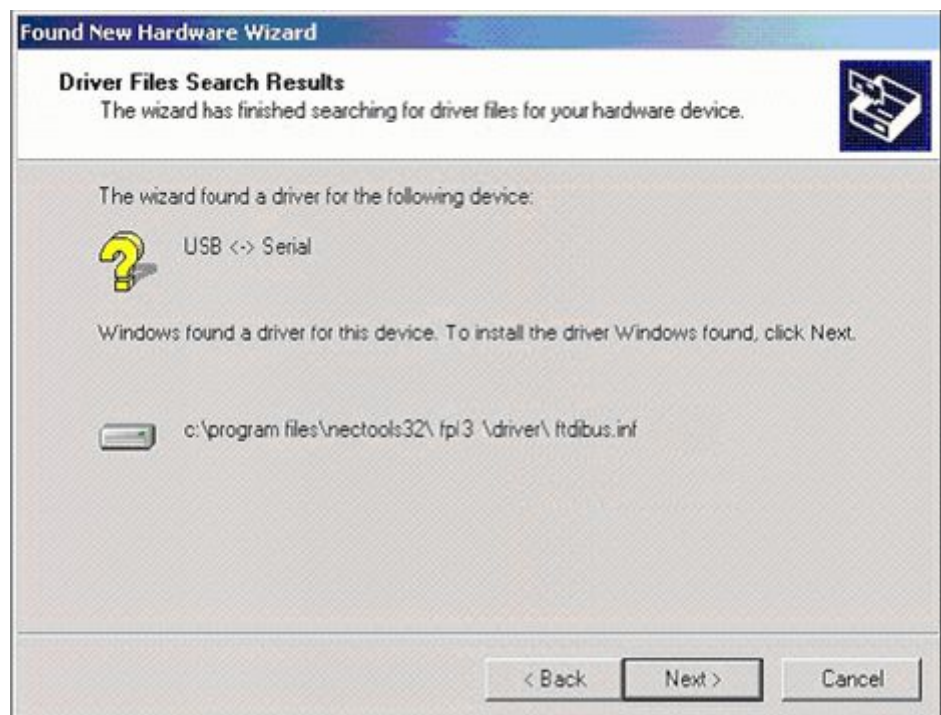 Found New Hardware Wizard
Driver Files Search Results
The wizard has finished searching for driver files for your hardware device.
The wizard found a driver for the following device:
USB <-> Serial
Windows found a driver for this device. To install the driver Windows found, click Next.
c:\program files\nectools32\ fpl3 \driver\ ftdibus.inf
< Back
Next >
Cancel